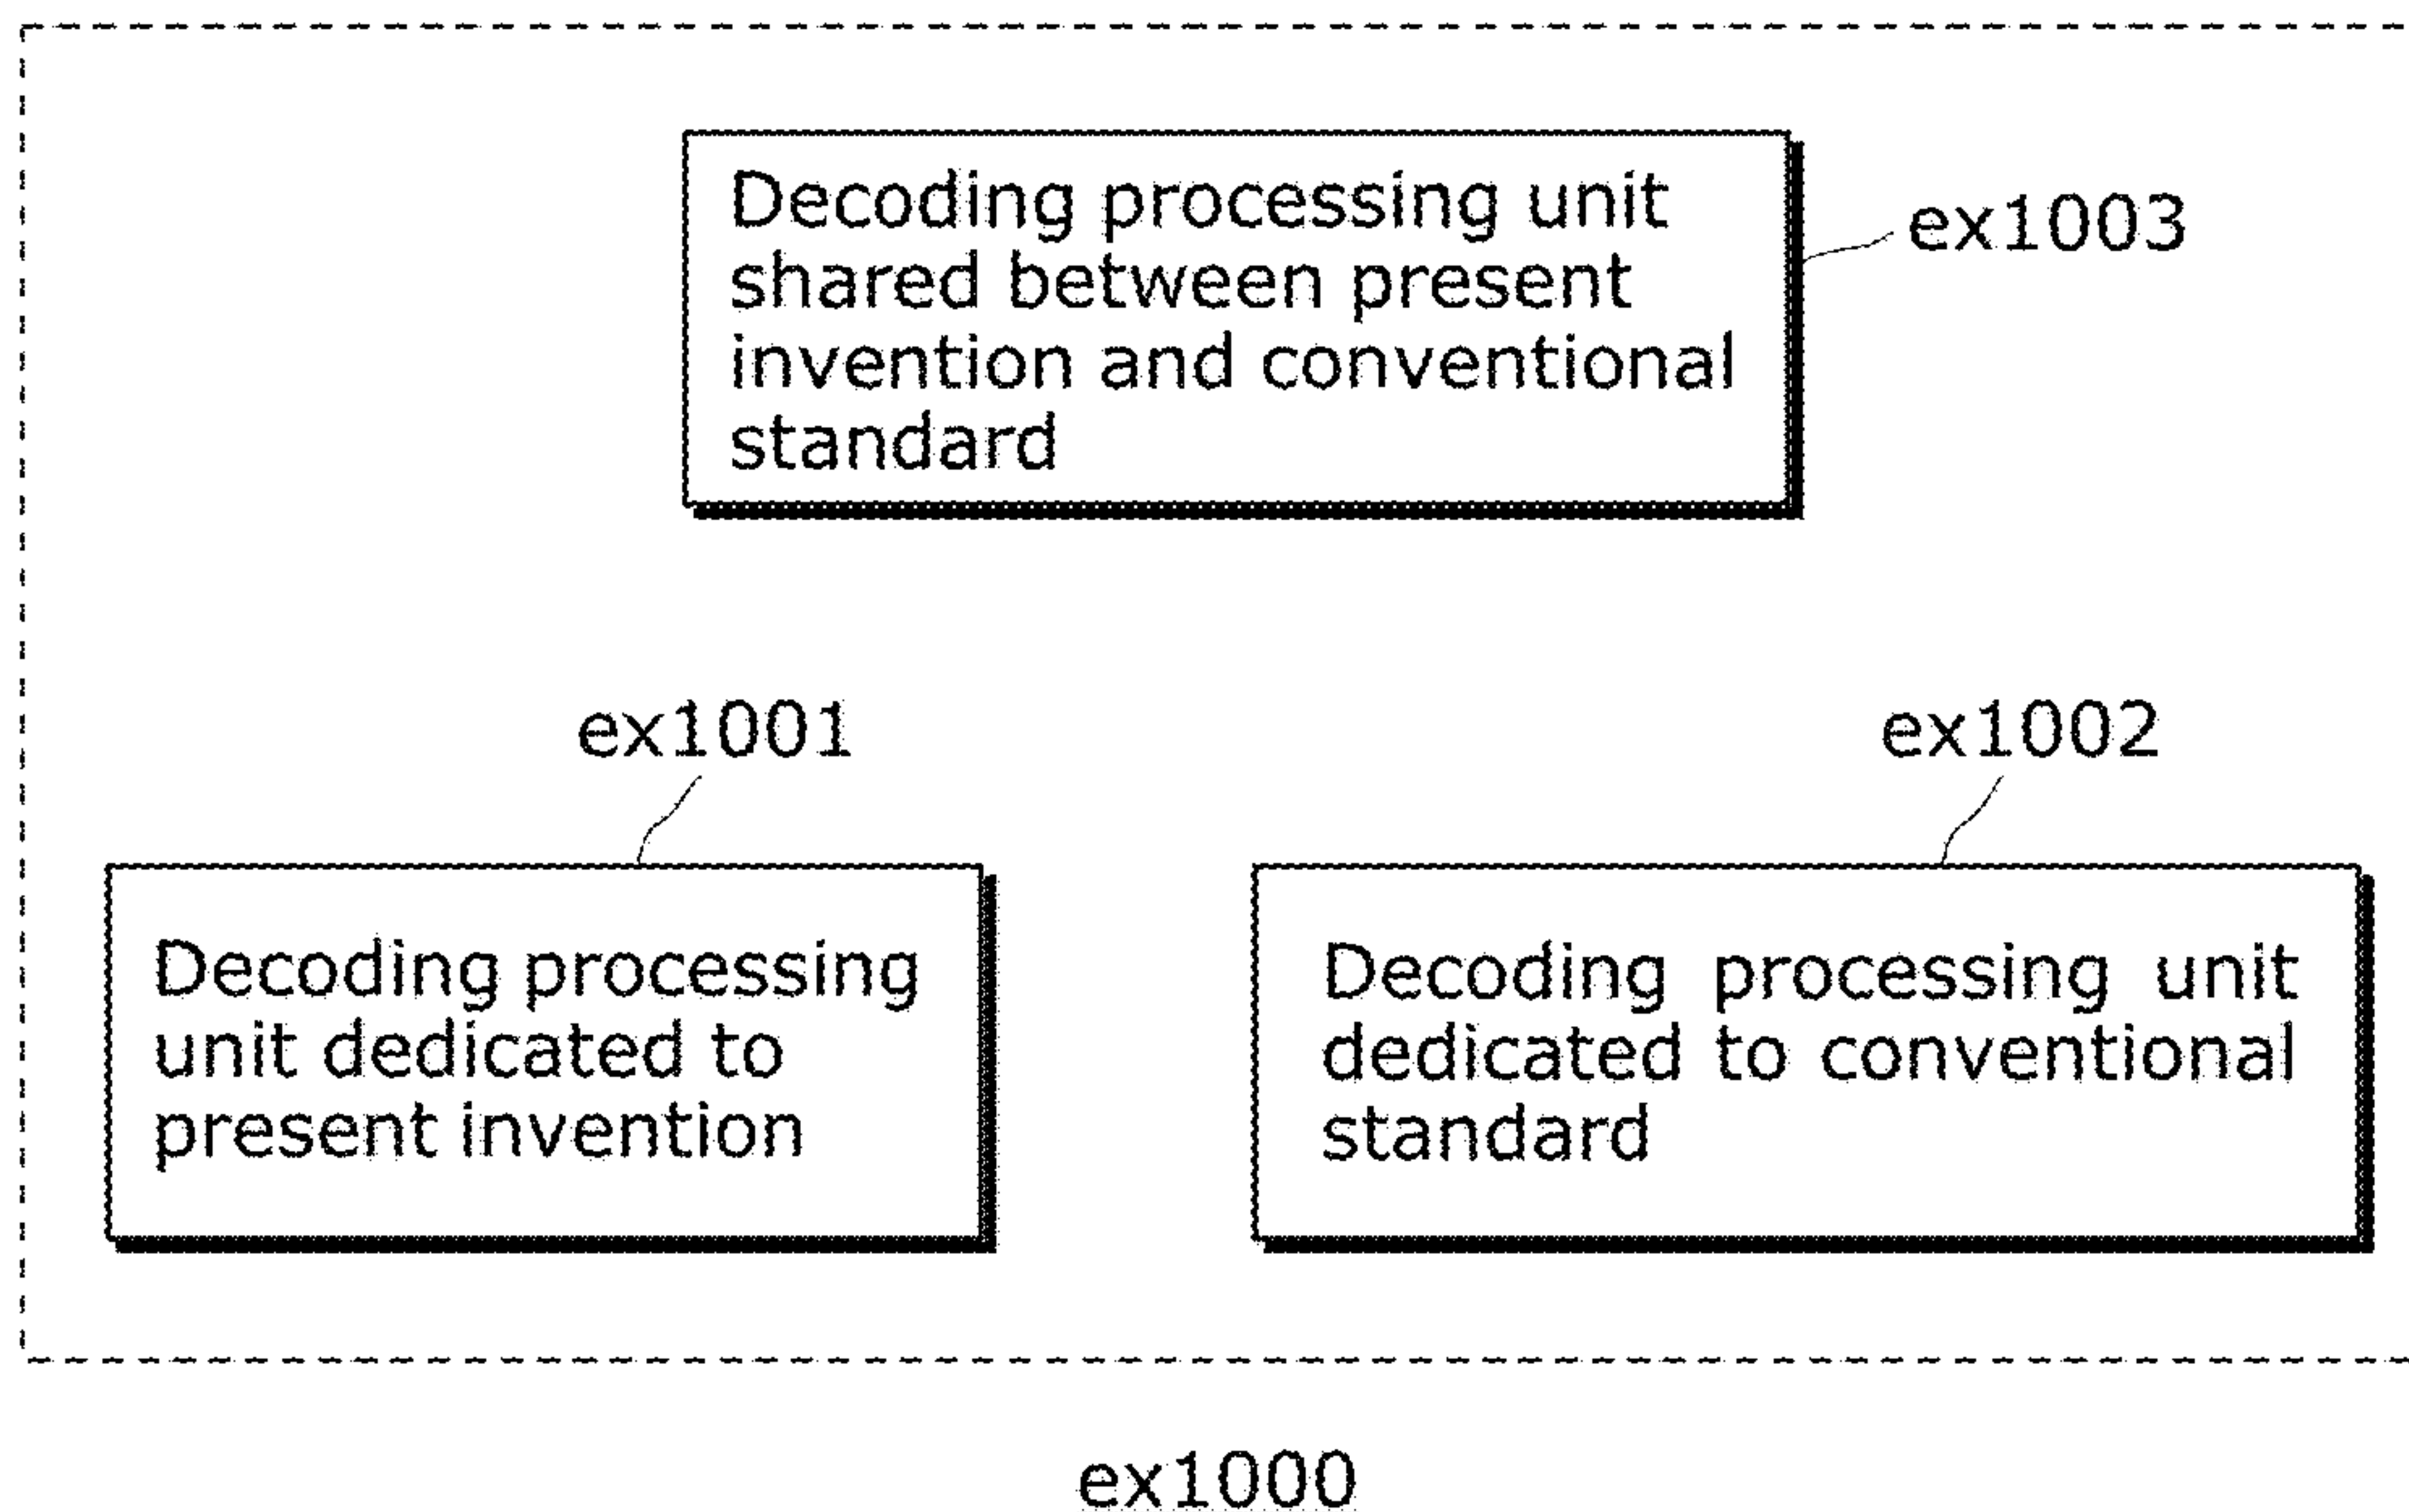 Decoding processing unit
shared between present
invention and conventional
standard
ex1003
ex1001
ex1002
Decoding processing
unit dedicated to
present invention
Decoding processing unit
dedicated to conventional
standard
ex1000